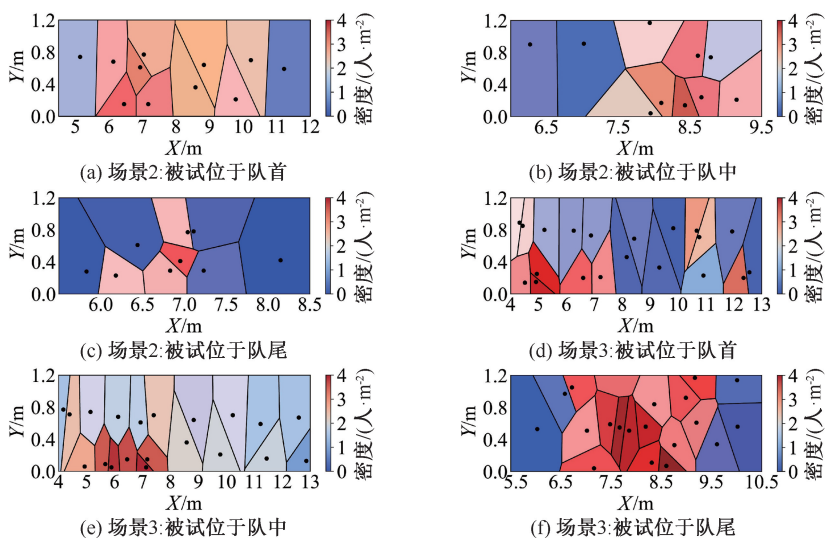 1.2
0.8
0.4
0.0
Y/m
5 6 7 8 9 10 11 12
X/m
4
3
2
1
0
密度/(人·m⁻²)
(a) 场景2:被试位于队首
1.2
0.8
0.4
0.0
Y/m
6.5 7.5 8.5 9.5
X/m
4
3
2
1
0
密度/(人·m⁻²)
(b) 场景2:被试位于队中
1.2
0.8
0.4
0.0
Y/m
6.0 6.5 7.0 7.5 8.0 8.5
X/m
4
3
2
1
0
密度/(人·m⁻²)
(c) 场景2:被试位于队尾
1.2
0.8
0.4
0.0
Y/m
4 5 6 7 8 9 10 11 12 13
X/m
4
3
2
1
0
密度/(人·m⁻²)
(d) 场景3:被试位于队首
1.2
0.8
0.4
0.0
Y/m
4 5 6 7 8 9 10 11 12 13
X/m
4
3
2
1
0
密度/(人·m⁻²)
(e) 场景3:被试位于队中
1.2
0.8
0.4
0.0
Y/m
5.5 6.5 7.5 8.5 9.5 10.5
X/m
4
3
2
1
0
密度/(人·m⁻²)
(f) 场景3:被试位于队尾